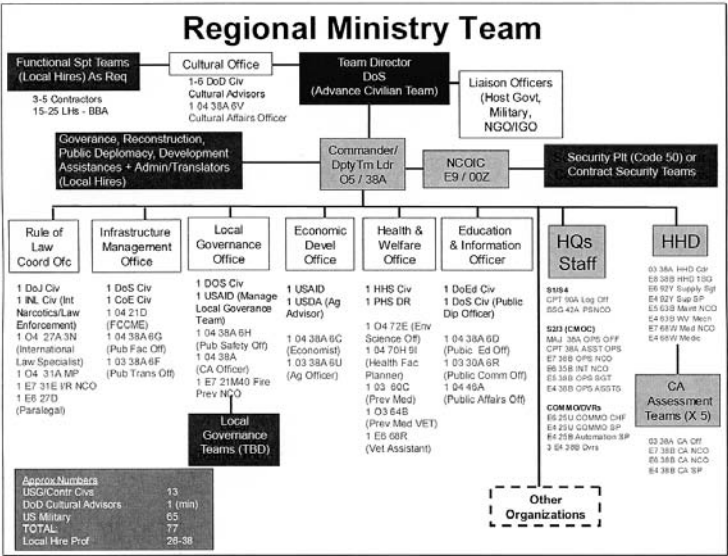 Regional Ministry Team
Functional Spt Teams
(Local Hires) As Req
3-5 Contractors
15-25 LHs - BBA
Cultural Office
1-6 DoD Civ
Cultural Advisors
1 04 38A 6V
Cultural Affairs Officer
Team Director
DoS
(Advance Civilian Team)
Liaison Officers
(Host Govt,
Military,
NGO/IGO
Goverance, Reconstruction,
Public Deplomacy, Development
Assistances + Admin/Translators
(Local Hires)
Commander/
DptyTm Ldr
O5 / 38A
NCOIC
E9 / 00Z
Security Plt (Code 50) or
Contract Security Teams
Rule of
Law
Coord Ofc
1 DoJ Civ
1 INL Civ (Int
Narcotics/Law
Enforcement)
1 O4 27A 3N
(International
Law Specialist)
1 O4 31A MP
1 E7 31E I/R NCO
1 E6 27D
(Paralegal)
Infrastructure
Management
Office
1 DoS Civ
1 CoE Civ
1 04 21D
(FCCME)
1 04 38A 6G
(Pub Fac Off)
1 03 38A 6F
(Pub Trans Off)
Local
Governance
Office
1 DOS Civ
1 USAID (Manage
Local Goverance
Team)
1 04 38A 6H
(Pub Safety Off)
1 04 38A
(CA Officer)
1 E7 21M40 Fire
Prev NCO
Local
Governance
Teams (TBD)
Economic
Devel
Office
1 USAID
1 USDA (Ag
Advisor)
1 04 38A 6C
(Economist)
1 03 38A 6U
(Ag Officer)
Health &
Welfare
Office
1 HHS Civ
1 PHS DR
1 O4 72E (Env
Science Off)
1 04 70H 9I
(Health Fac
Planner)
1 03 60C
(Prev Med)
1 O3 64B
(Prev Med VET)
1 E6 68R
(Vet Assistant)
Education
& Information
Officer
1 DoEd Civ
1 DoS Civ (Public
Dip Officer)
1 04 38A 6D
(Pubic Ed Off)
1 03 30A 6R
(Public Comm Off)
1 04 46A
(Public Affairs Off)
HQs
Staff
S1/S4
CPT 90A Log Off
SSG 42A PSNCO
S2/3 (CMOC)
MAJ 38A OPS OFF
CPT 38A ASST OPS
E7 38B OPS NCO
E6 35B INT NCO
E5 38B OPS SGT
E4 38B OPS ASSTS
COMMO/DVRs
E6 25U COMMO CHF
E4 25U COMMO SP
E4 25B Automation SP
3 E4 38B Dvrs
HHD
03 38A HHD Cdr
E8 38B HHD 1SG
E6 92Y Supply Sgt
E4 92Y Sup SP
E5 63B Maint NCO
E4 63B WV Mecn
E7 68W Med NCO
E4 68W Medic
CA
Assessment
Teams (X 5)
03 38A CA Off
E7 38B CA NCO
E6 38B CA NCO
E4 38B CA SP
Other
Organizations
Approx Numbers
USG/Contr Civs 13
DoD Cultural Advisors 1 (min)
US Military 65
TOTAL: 77
Local Hire Prof 26-38